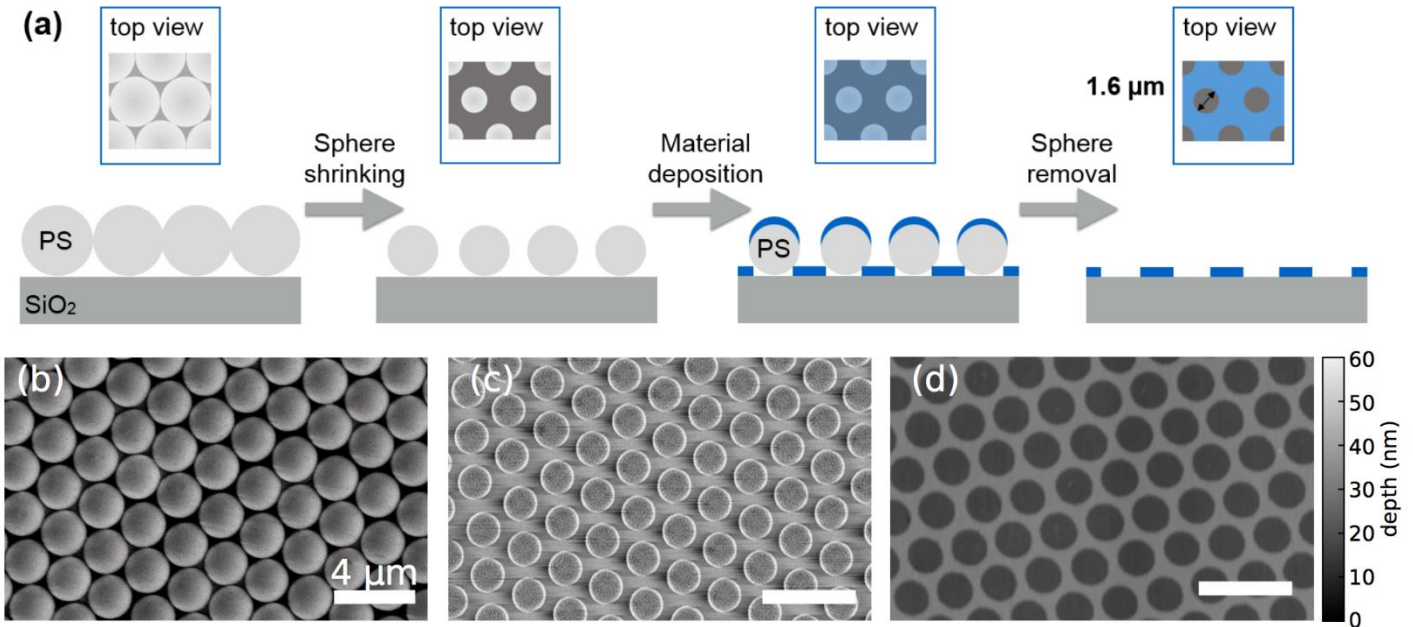 (a)
top view
top view
top view
top view
1.6 µm
Sphere
shrinking
Material
deposition
Sphere
removal
PS
PS
SiO₂
(b)
4 µm
(c)
(d)
60
50
40
30
20
10
0
depth (nm)